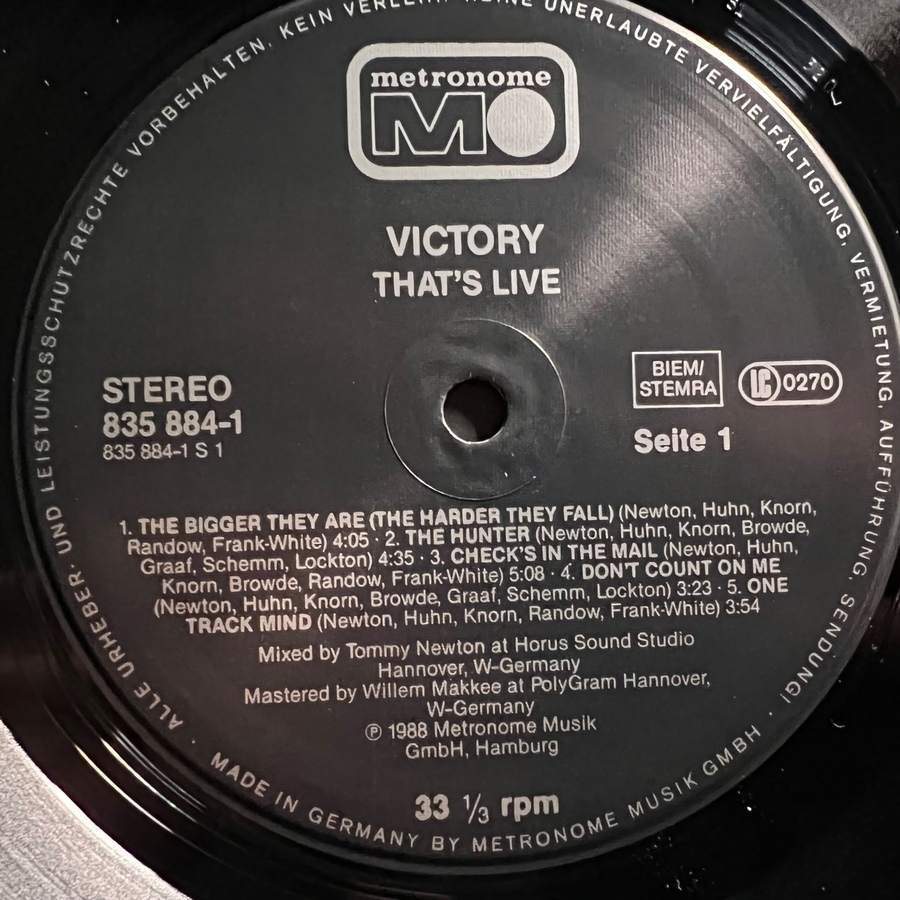 metronome
MO
VICTORY
THAT'S LIVE
STEREO
835 884-1
835 884-1 S 1
BIEM/
STEMRA
LC 0270
Seite 1
1. THE BIGGER THEY ARE (THE HARDER THEY FALL) (Newton, Huhn, Knorn,
Randow, Frank-White) 4:05 · 2. THE HUNTER (Newton, Huhn, Knorn, Browde,
Graaf, Schemm, Lockton) 4:35 · 3. CHECK'S IN THE MAIL (Newton, Huhn,
Knorn, Browde, Randow, Frank-White) 5:08 · 4. DON'T COUNT ON ME
(Newton, Huhn, Knorn, Browde, Graaf, Schemm, Lockton) 3:23 · 5. ONE
TRACK MIND (Newton, Huhn, Knorn, Randow, Frank-White) 3:54
Mixed by Tommy Newton at Horus Sound Studio
Hannover, W-Germany
Mastered by Willem Makkee at PolyGram Hannover,
W-Germany
℗ 1988 Metronome Musik
GmbH, Hamburg
33 1/3 rpm
ALLE URHEBER- UND LEISTUNGSSCHUTZRECHTE VORBEHALTEN. KEIN VERLEIH! KEINE UNERLAUBTE VERVIELFÄLTIGUNG, VERMIETUNG, AUFFÜHRUNG, SENDUNG!
· MADE IN GERMANY BY METRONOME MUSIK GMBH ·